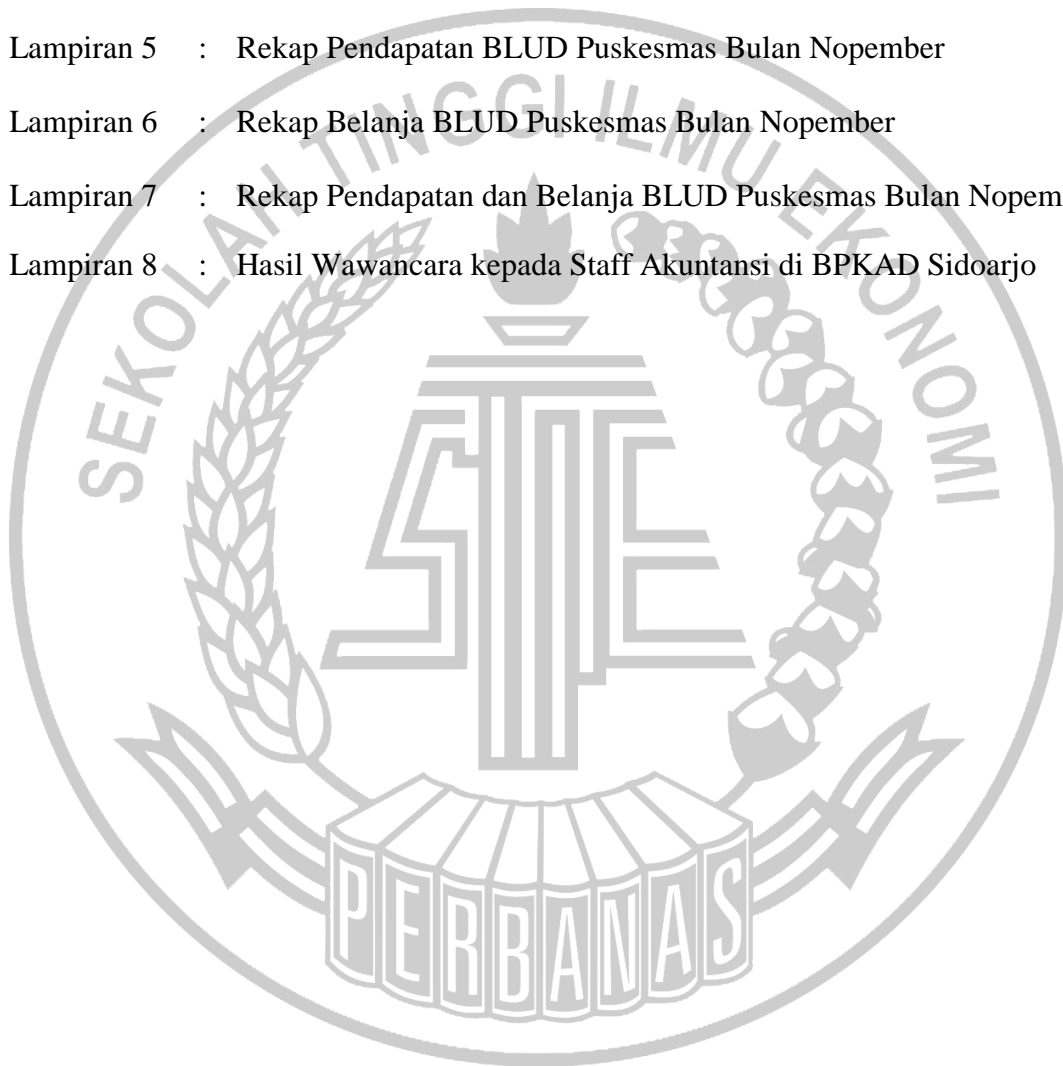 Lampiran 5 : Rekap Pendapatan BLUD Puskesmas Bulan Nopember
Lampiran 6 : Rekap Belanja BLUD Puskesmas Bulan Nopember
Lampiran 7 : Rekap Pendapatan dan Belanja BLUD Puskesmas Bulan Nopem
Lampiran 8 : Hasil Wawancara kepada Staff Akuntansi di BPKAD Sidoarjo
SEKOLAH TINGGI ILMU EKONOMI
STIE
PERBANAS